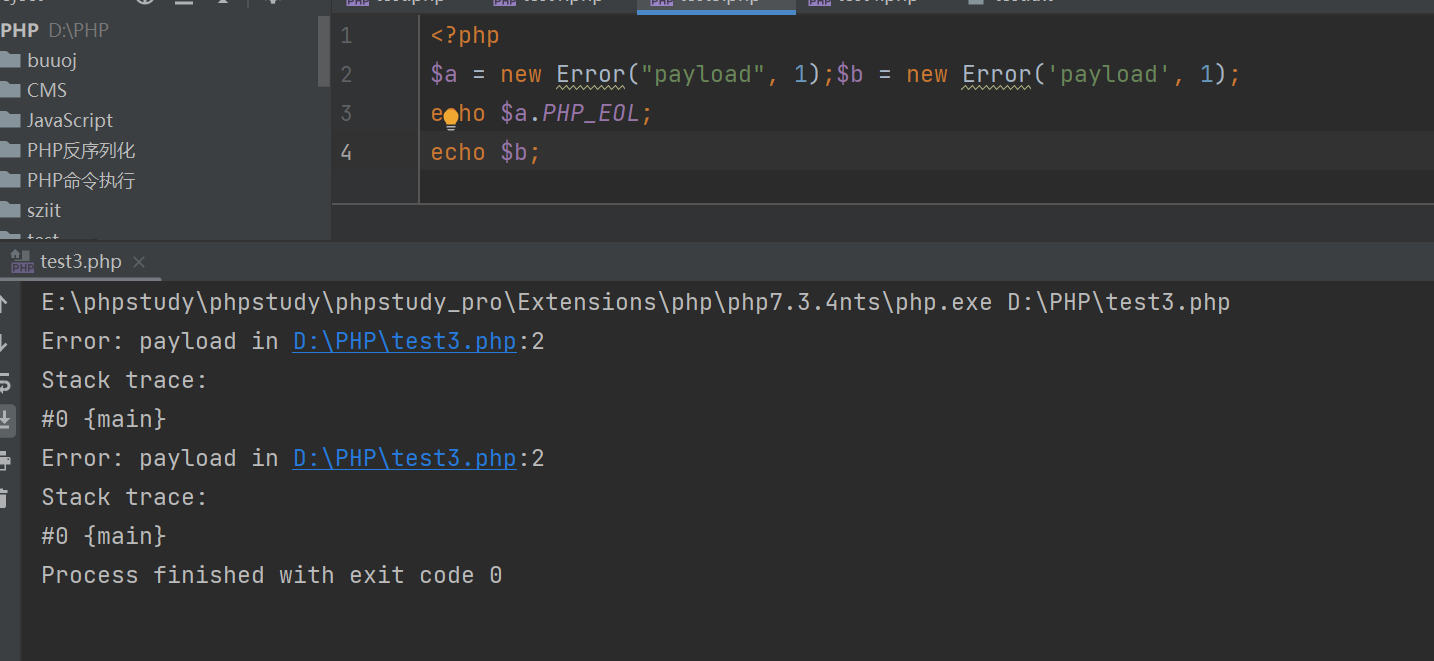 PHP D:\PHP
buuoj
CMS
JavaScript
PHP反序列化
PHP命令执行
sziit
test
1 <?php
2 $a = new Error("payload", 1);$b = new Error('payload', 1);
3 echo $a.PHP_EOL;
4 echo $b;
test3.php
E:\phpstudy\phpstudy\phpstudy_pro\Extensions\php\php7.3.4nts\php.exe D:\PHP\test3.php
Error: payload in D:\PHP\test3.php:2
Stack trace:
#0 {main}
Error: payload in D:\PHP\test3.php:2
Stack trace:
#0 {main}
Process finished with exit code 0